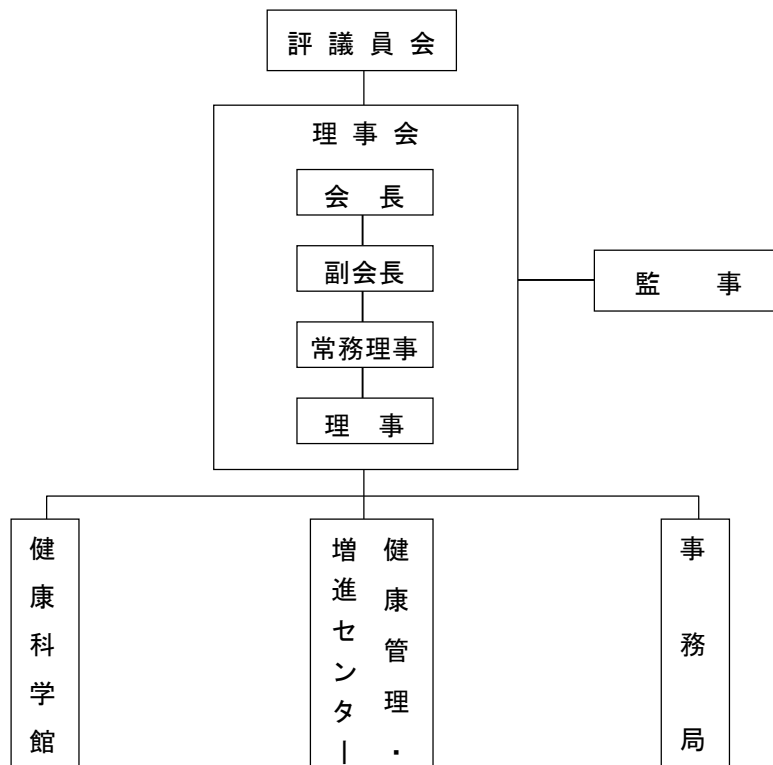 評議員会
理事会
会長
副会長
常務理事
理事
監事
健康科学館
健康管理・
増進センター
事務局